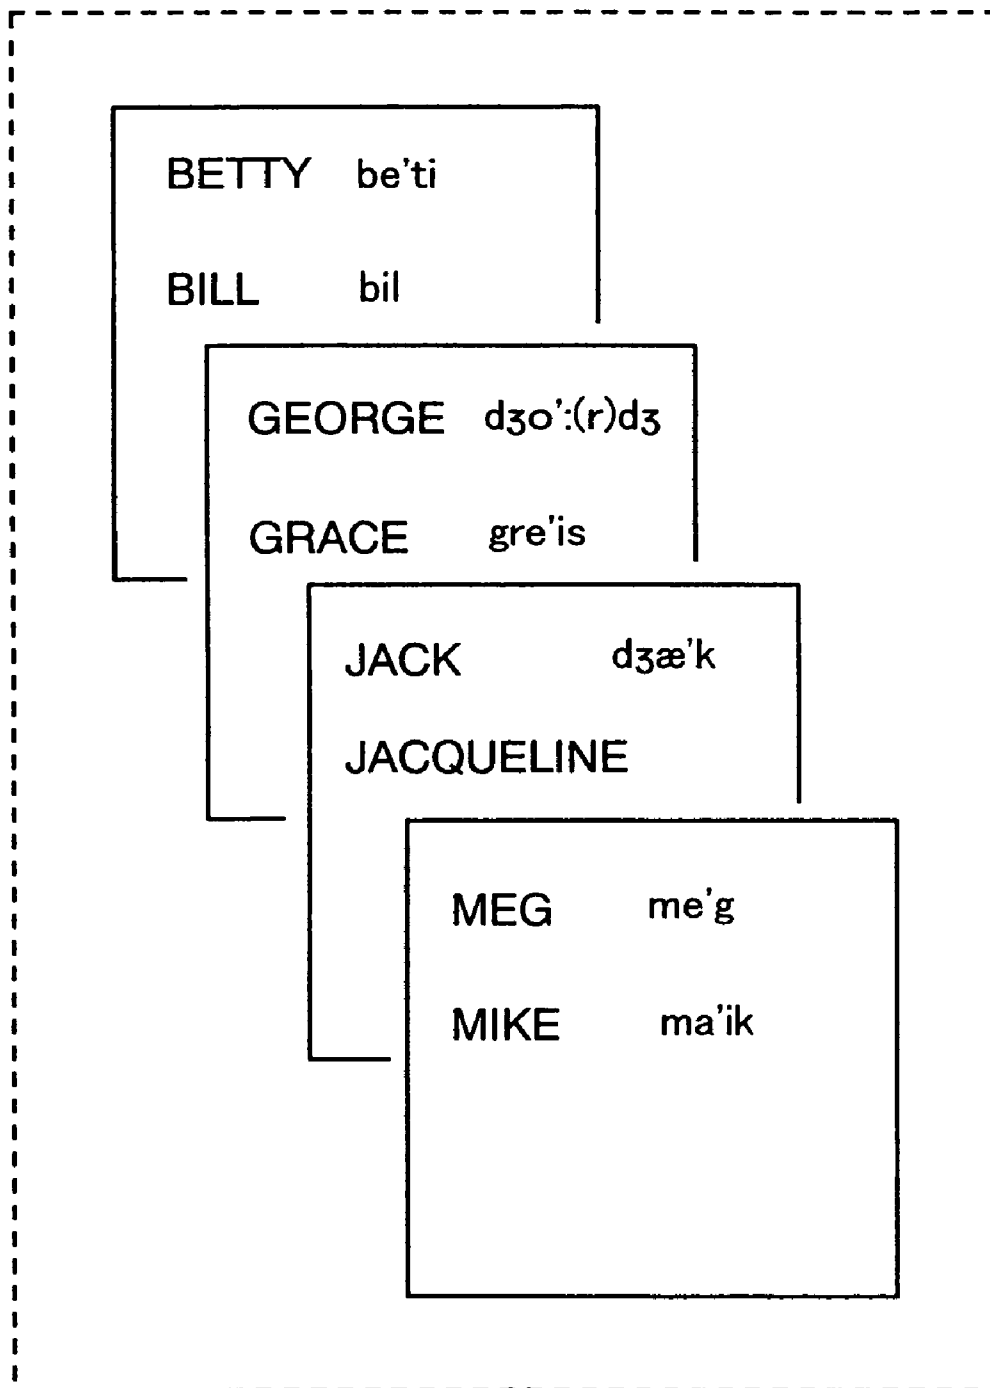 BETTY be'ti
BILL bil
GEORGE dʒo':(r)dʒ
GRACE gre'is
JACK dʒæ'k
JACQUELINE
MEG me'g
MIKE ma'ik